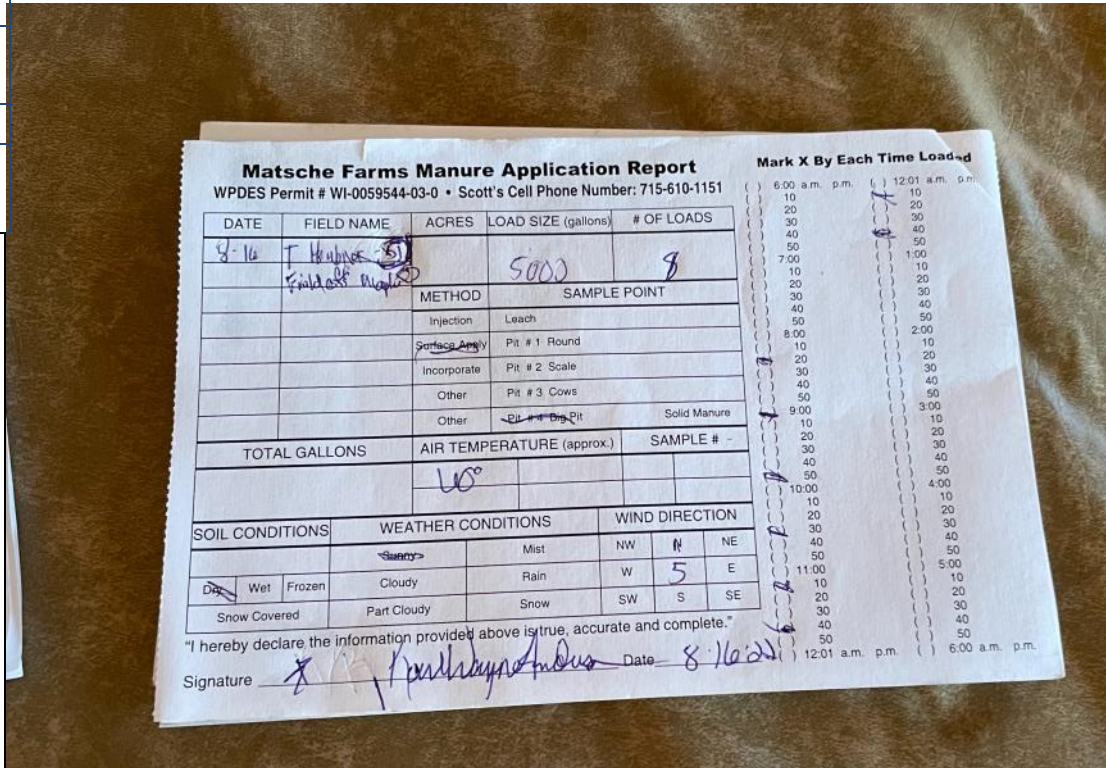 Matsche Farms Manure Application Report
WPDES Permit # WI-0059544-03-0 • Scott's Cell Phone Number: 715-610-1151
DATE FIELD NAME ACRES LOAD SIZE (gallons) # OF LOADS
8-16 T 51 5000 8
Field off
METHOD SAMPLE POINT
Injection Leach
Surface Apply Pit # 1 Round
Incorporate Pit # 2 Scale
Other Pit # 3 Cows
Other Pit # 4 Big Pit Solid Manure
TOTAL GALLONS AIR TEMPERATURE (approx.) SAMPLE # -
SOIL CONDITIONS WEATHER CONDITIONS WIND DIRECTION
Sunny Mist NW N NE
Dry Wet Frozen Cloudy Rain W 5 E
Snow Covered Part Cloudy Snow SW S SE
"I hereby declare the information provided above is true, accurate and complete."
Signature Date 8-16-22
Mark X By Each Time Loaded
( ) 6:00 a.m. p.m. ( ) 12:01 a.m. p.m.
10 10
20 20
30 30
40 40
50 50
7:00 1:00
10 10
20 20
30 30
40 40
50 50
8:00 2:00
10 10
20 20
30 30
40 40
50 50
9:00 3:00
10 10
20 20
30 30
40 40
50 50
10:00 4:00
10 10
20 20
30 30
40 40
50 50
11:00 5:00
10 10
20 20
30 30
40 40
50 50
( ) 12:01 a.m. p.m. ( ) 6:00 a.m. p.m.